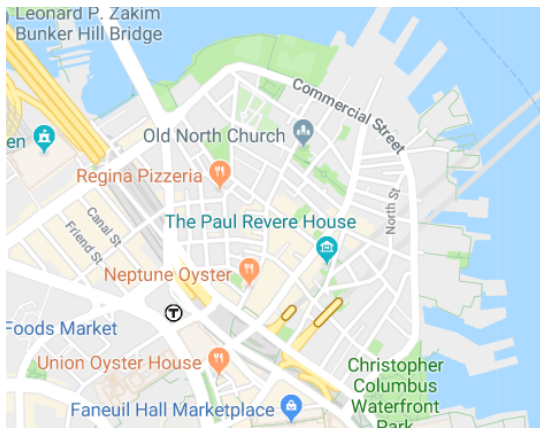 Leonard P. Zakim
Bunker Hill Bridge
Commercial Street
Old North Church
en
Regina Pizzeria
North St
The Paul Revere House
Canal St
Friend St
Neptune Oyster
T
Foods Market
Union Oyster House
Christopher
Columbus
Waterfront
Park
Faneuil Hall Marketplace